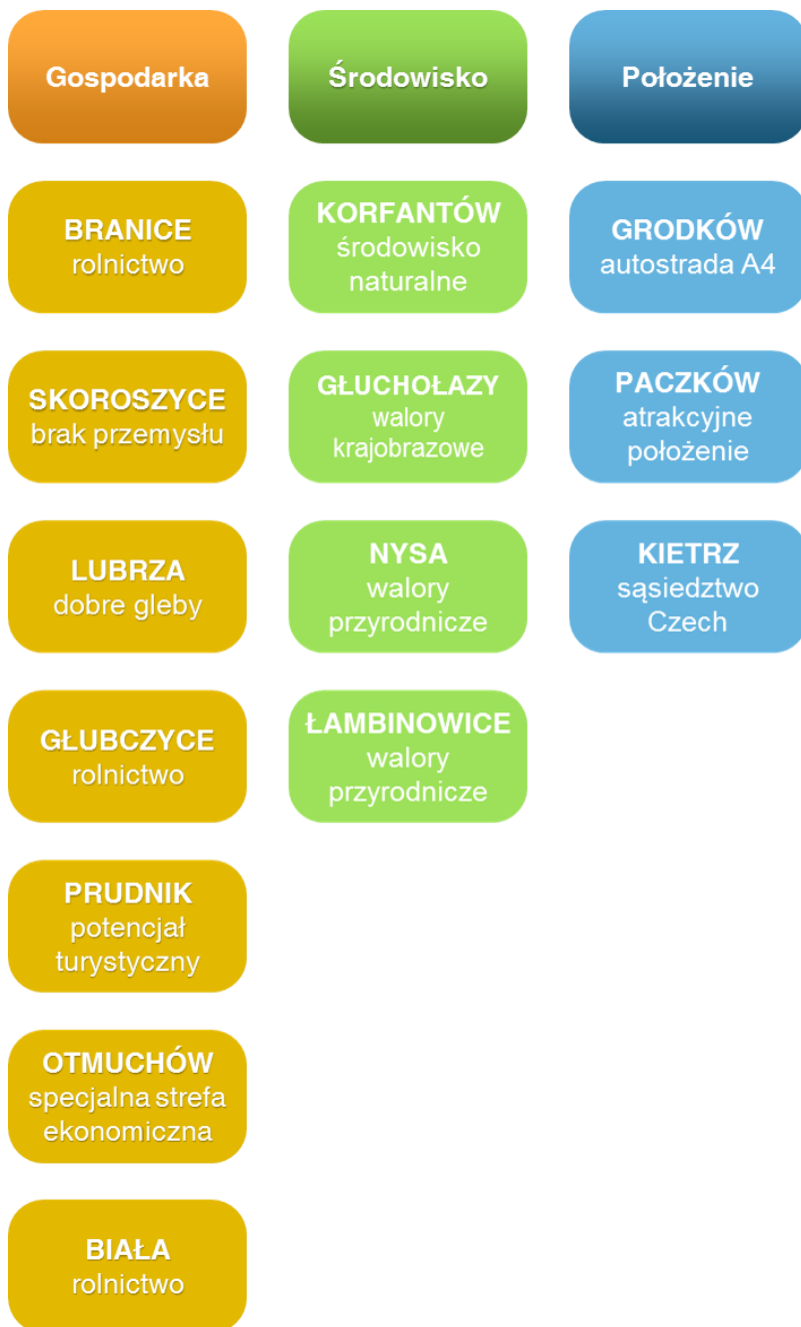 Gospodarka
BRANICE
rolnictwo
SKOROSZYCE
brak przemysłu
LUBRZA
dobre gleby
GŁUBCZYCE
rolnictwo
PRUDNIK
potencjał
turystyczny
OTMUCHÓW
specjalna strefa
ekonomiczna
BIAŁA
rolnictwo
Środowisko
KORFANTÓW
środowisko
naturalne
GŁUCHOŁAZY
walory
krajobrazowe
NYSA
walory
przyrodnicze
ŁAMBINOWICE
walory
przyrodnicze
Położenie
GRODKÓW
autostrada A4
PACZKÓW
atrakcyjne
położenie
KIETRZ
sąsiedztwo
Czech